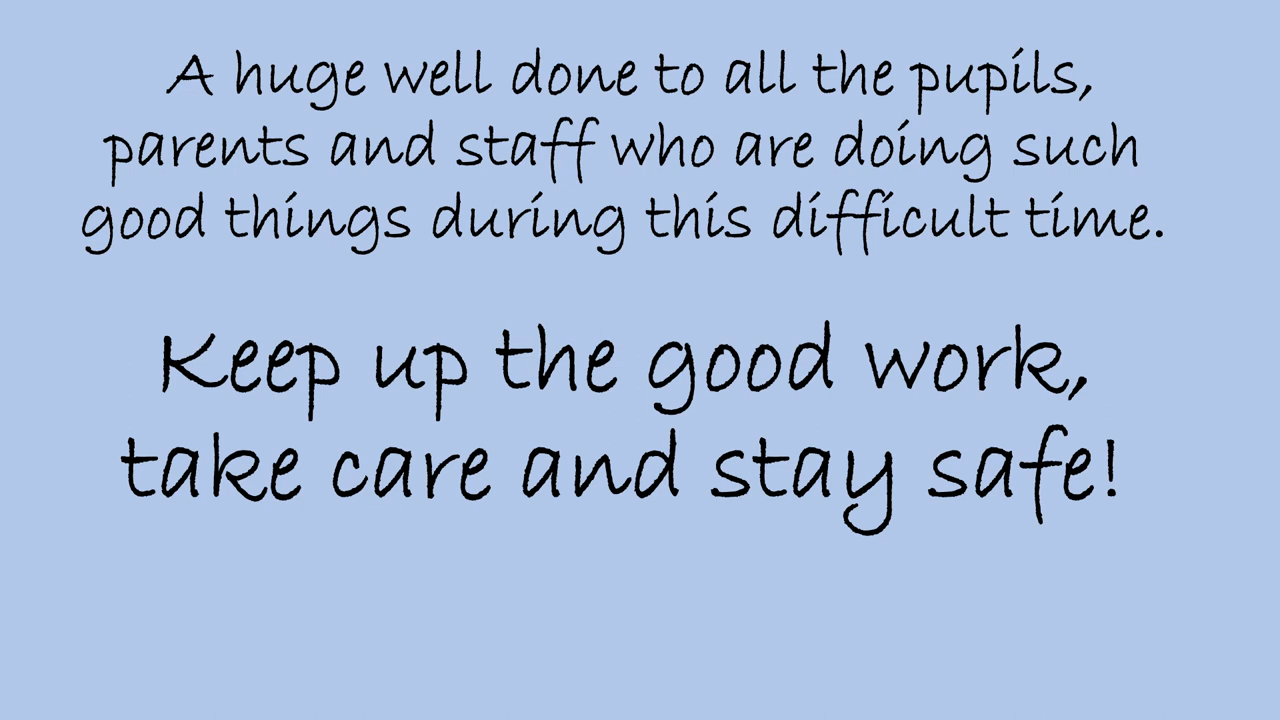 A huge well done to all the pupils,
parents and staff who are doing such
good things during this difficult time.
Keep up the good work,
take care and stay safe!